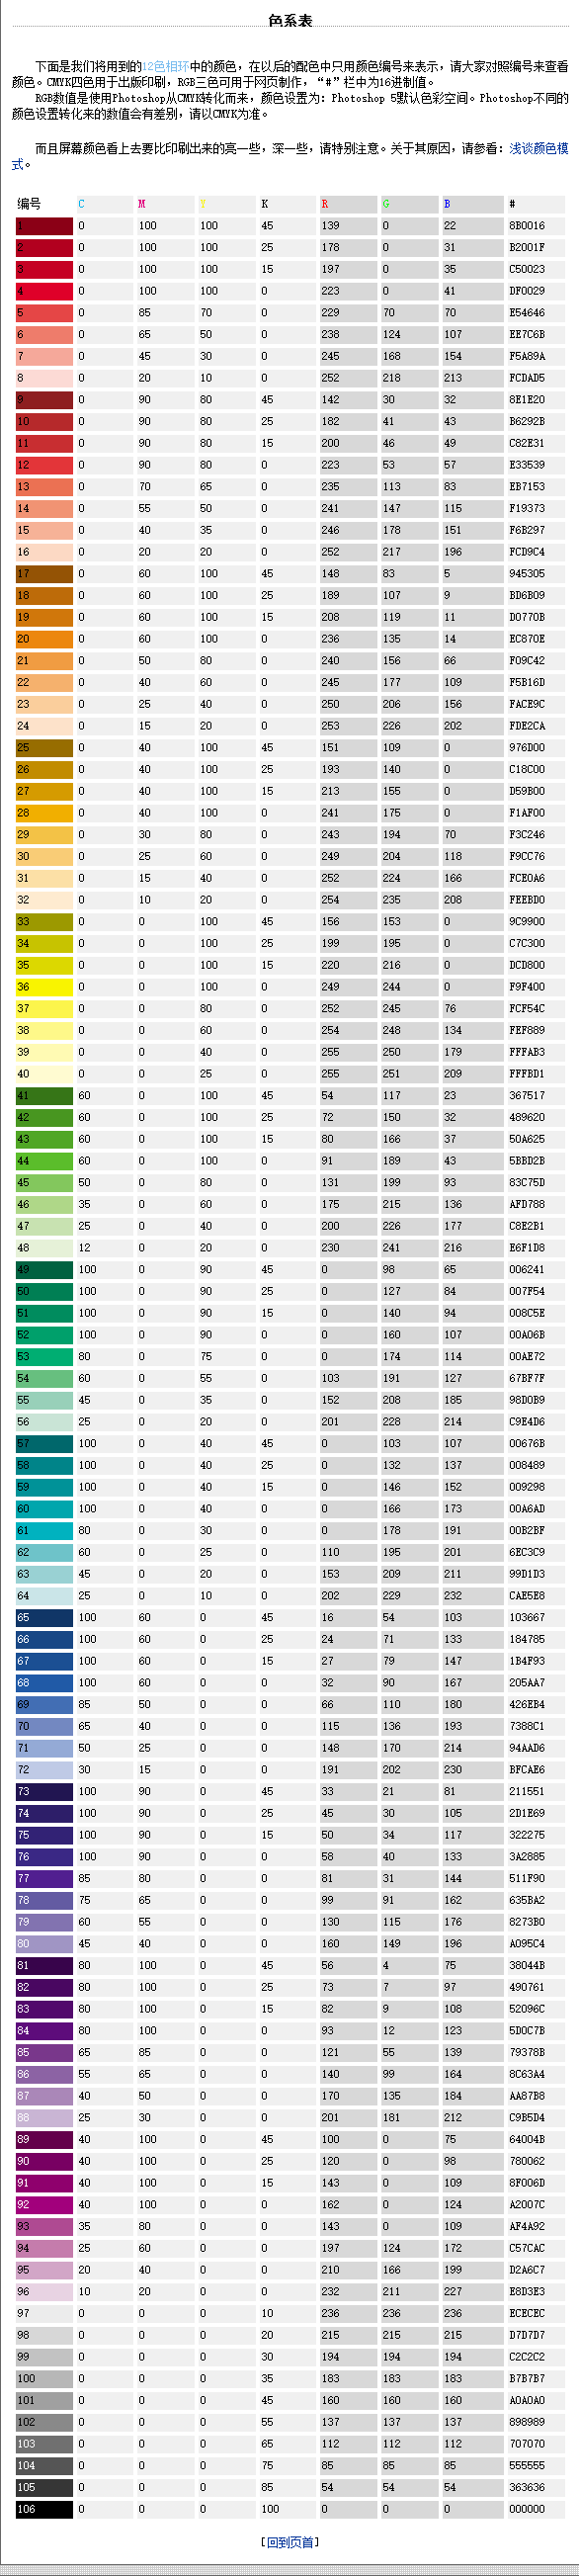 色系表
下面是我们将用到的12色相环中的颜色，在以后的配色中只用颜色编号来表示，请大家对照编号来查看
颜色。CMYK四色用于出版印刷，RGB三色可用于网页制作，“#”栏中为16进制值。
RGB数值是使用Photoshop从CMYK转化而来，颜色设置为：Photoshop 5默认色彩空间。Photoshop不同的
颜色设置转化来的数值会有差别，请以CMYK为准。
而且屏幕颜色看上去要比印刷出来的亮一些，深一些，请特别注意。关于其原因，请参看：浅谈颜色模
式。
编号 C M Y K R G B #
1 0 100 100 45 139 0 22 8B0016
2 0 100 100 25 178 0 31 B2001F
3 0 100 100 15 197 0 35 C50023
4 0 100 100 0 223 0 41 DF0029
5 0 85 70 0 229 70 70 E54646
6 0 65 50 0 238 124 107 EE7C6B
7 0 45 30 0 245 168 154 F5A89A
8 0 20 10 0 252 218 213 FCDAD5
9 0 90 80 45 142 30 32 8E1E20
10 0 90 80 25 182 41 43 B6292B
11 0 90 80 15 200 46 49 C82E31
12 0 90 80 0 223 53 57 E33539
13 0 70 65 0 235 113 83 EB7153
14 0 55 50 0 241 147 115 F19373
15 0 40 35 0 246 178 151 F6B297
16 0 20 20 0 252 217 196 FCD9C4
17 0 60 100 45 148 83 5 945305
18 0 60 100 25 189 107 9 BD6B09
19 0 60 100 15 208 119 11 D0770B
20 0 60 100 0 236 135 14 EC870E
21 0 50 80 0 240 156 66 F09C42
22 0 40 60 0 245 177 109 F5B16D
23 0 25 40 0 250 206 156 FACE9C
24 0 15 20 0 253 226 202 FDE2CA
25 0 40 100 45 151 109 0 976D00
26 0 40 100 25 193 140 0 C18C00
27 0 40 100 15 213 155 0 D59B00
28 0 40 100 0 241 175 0 F1AF00
29 0 30 80 0 243 194 70 F3C246
30 0 25 60 0 249 204 118 F9CC76
31 0 15 40 0 252 224 166 FCE0A6
32 0 10 20 0 254 235 208 FEEBD0
33 0 0 100 45 156 153 0 9C9900
34 0 0 100 25 199 195 0 C7C300
35 0 0 100 15 220 216 0 DCD800
36 0 0 100 0 249 244 0 F9F400
37 0 0 80 0 252 245 76 FCF54C
38 0 0 60 0 254 248 134 FEF889
39 0 0 40 0 255 250 179 FFFAB3
40 0 0 25 0 255 251 209 FFFBD1
41 60 0 100 45 54 117 23 367517
42 60 0 100 25 72 150 32 489620
43 60 0 100 15 80 166 37 50A625
44 60 0 100 0 91 189 43 5BBD2B
45 50 0 80 0 131 199 93 83C75D
46 35 0 60 0 175 215 136 AFD788
47 25 0 40 0 200 226 177 C8E2B1
48 12 0 20 0 230 241 216 E6F1D8
49 100 0 90 45 0 98 65 006241
50 100 0 90 25 0 127 84 007F54
51 100 0 90 15 0 140 94 008C5E
52 100 0 90 0 0 160 107 00A06B
53 80 0 75 0 0 174 114 00AE72
54 60 0 55 0 103 191 127 67BF7F
55 45 0 35 0 152 208 185 98D0B9
56 25 0 20 0 201 228 214 C9E4D6
57 100 0 40 45 0 103 107 00676B
58 100 0 40 25 0 132 137 008489
59 100 0 40 15 0 146 152 009298
60 100 0 40 0 0 166 173 00A6AD
61 80 0 30 0 0 178 191 00B2BF
62 60 0 25 0 110 195 201 6EC3C9
63 45 0 20 0 153 209 211 99D1D3
64 25 0 10 0 202 229 232 CAE5E8
65 100 60 0 45 16 54 103 103667
66 100 60 0 25 24 71 133 184785
67 100 60 0 15 27 79 147 1B4F93
68 100 60 0 0 32 90 167 205AA7
69 85 50 0 0 66 110 180 426EB4
70 65 40 0 0 115 136 193 7388C1
71 50 25 0 0 148 170 214 94AAD6
72 30 15 0 0 191 202 230 BFCAE6
73 100 90 0 45 33 21 81 211551
74 100 90 0 25 45 30 105 2D1E69
75 100 90 0 15 50 34 117 322275
76 100 90 0 0 58 40 133 3A2885
77 85 80 0 0 81 31 144 511F90
78 75 65 0 0 99 91 162 635BA2
79 60 55 0 0 130 115 176 8273B0
80 45 40 0 0 160 149 196 A095C4
81 80 100 0 45 56 4 75 38044B
82 80 100 0 25 73 7 97 490761
83 80 100 0 15 82 9 108 52096C
84 80 100 0 0 93 12 123 5D0C7B
85 65 85 0 0 121 55 139 79378B
86 55 65 0 0 140 99 164 8C63A4
87 40 50 0 0 170 135 184 AA87B8
88 25 30 0 0 201 181 212 C9B5D4
89 40 100 0 45 100 0 75 64004B
90 40 100 0 25 120 0 98 780062
91 40 100 0 15 143 0 109 8F006D
92 40 100 0 0 162 0 124 A2007C
93 35 80 0 0 143 0 109 AF4A92
94 25 60 0 0 197 124 172 C57CAC
95 20 40 0 0 210 166 199 D2A6C7
96 10 20 0 0 232 211 227 E8D3E3
97 0 0 0 10 236 236 236 ECECEC
98 0 0 0 20 215 215 215 D7D7D7
99 0 0 0 30 194 194 194 C2C2C2
100 0 0 0 35 183 183 183 B7B7B7
101 0 0 0 45 160 160 160 A0A0A0
102 0 0 0 55 137 137 137 898989
103 0 0 0 65 112 112 112 707070
104 0 0 0 75 85 85 85 555555
105 0 0 0 85 54 54 54 363636
106 0 0 0 100 0 0 0 000000
[回到页首]